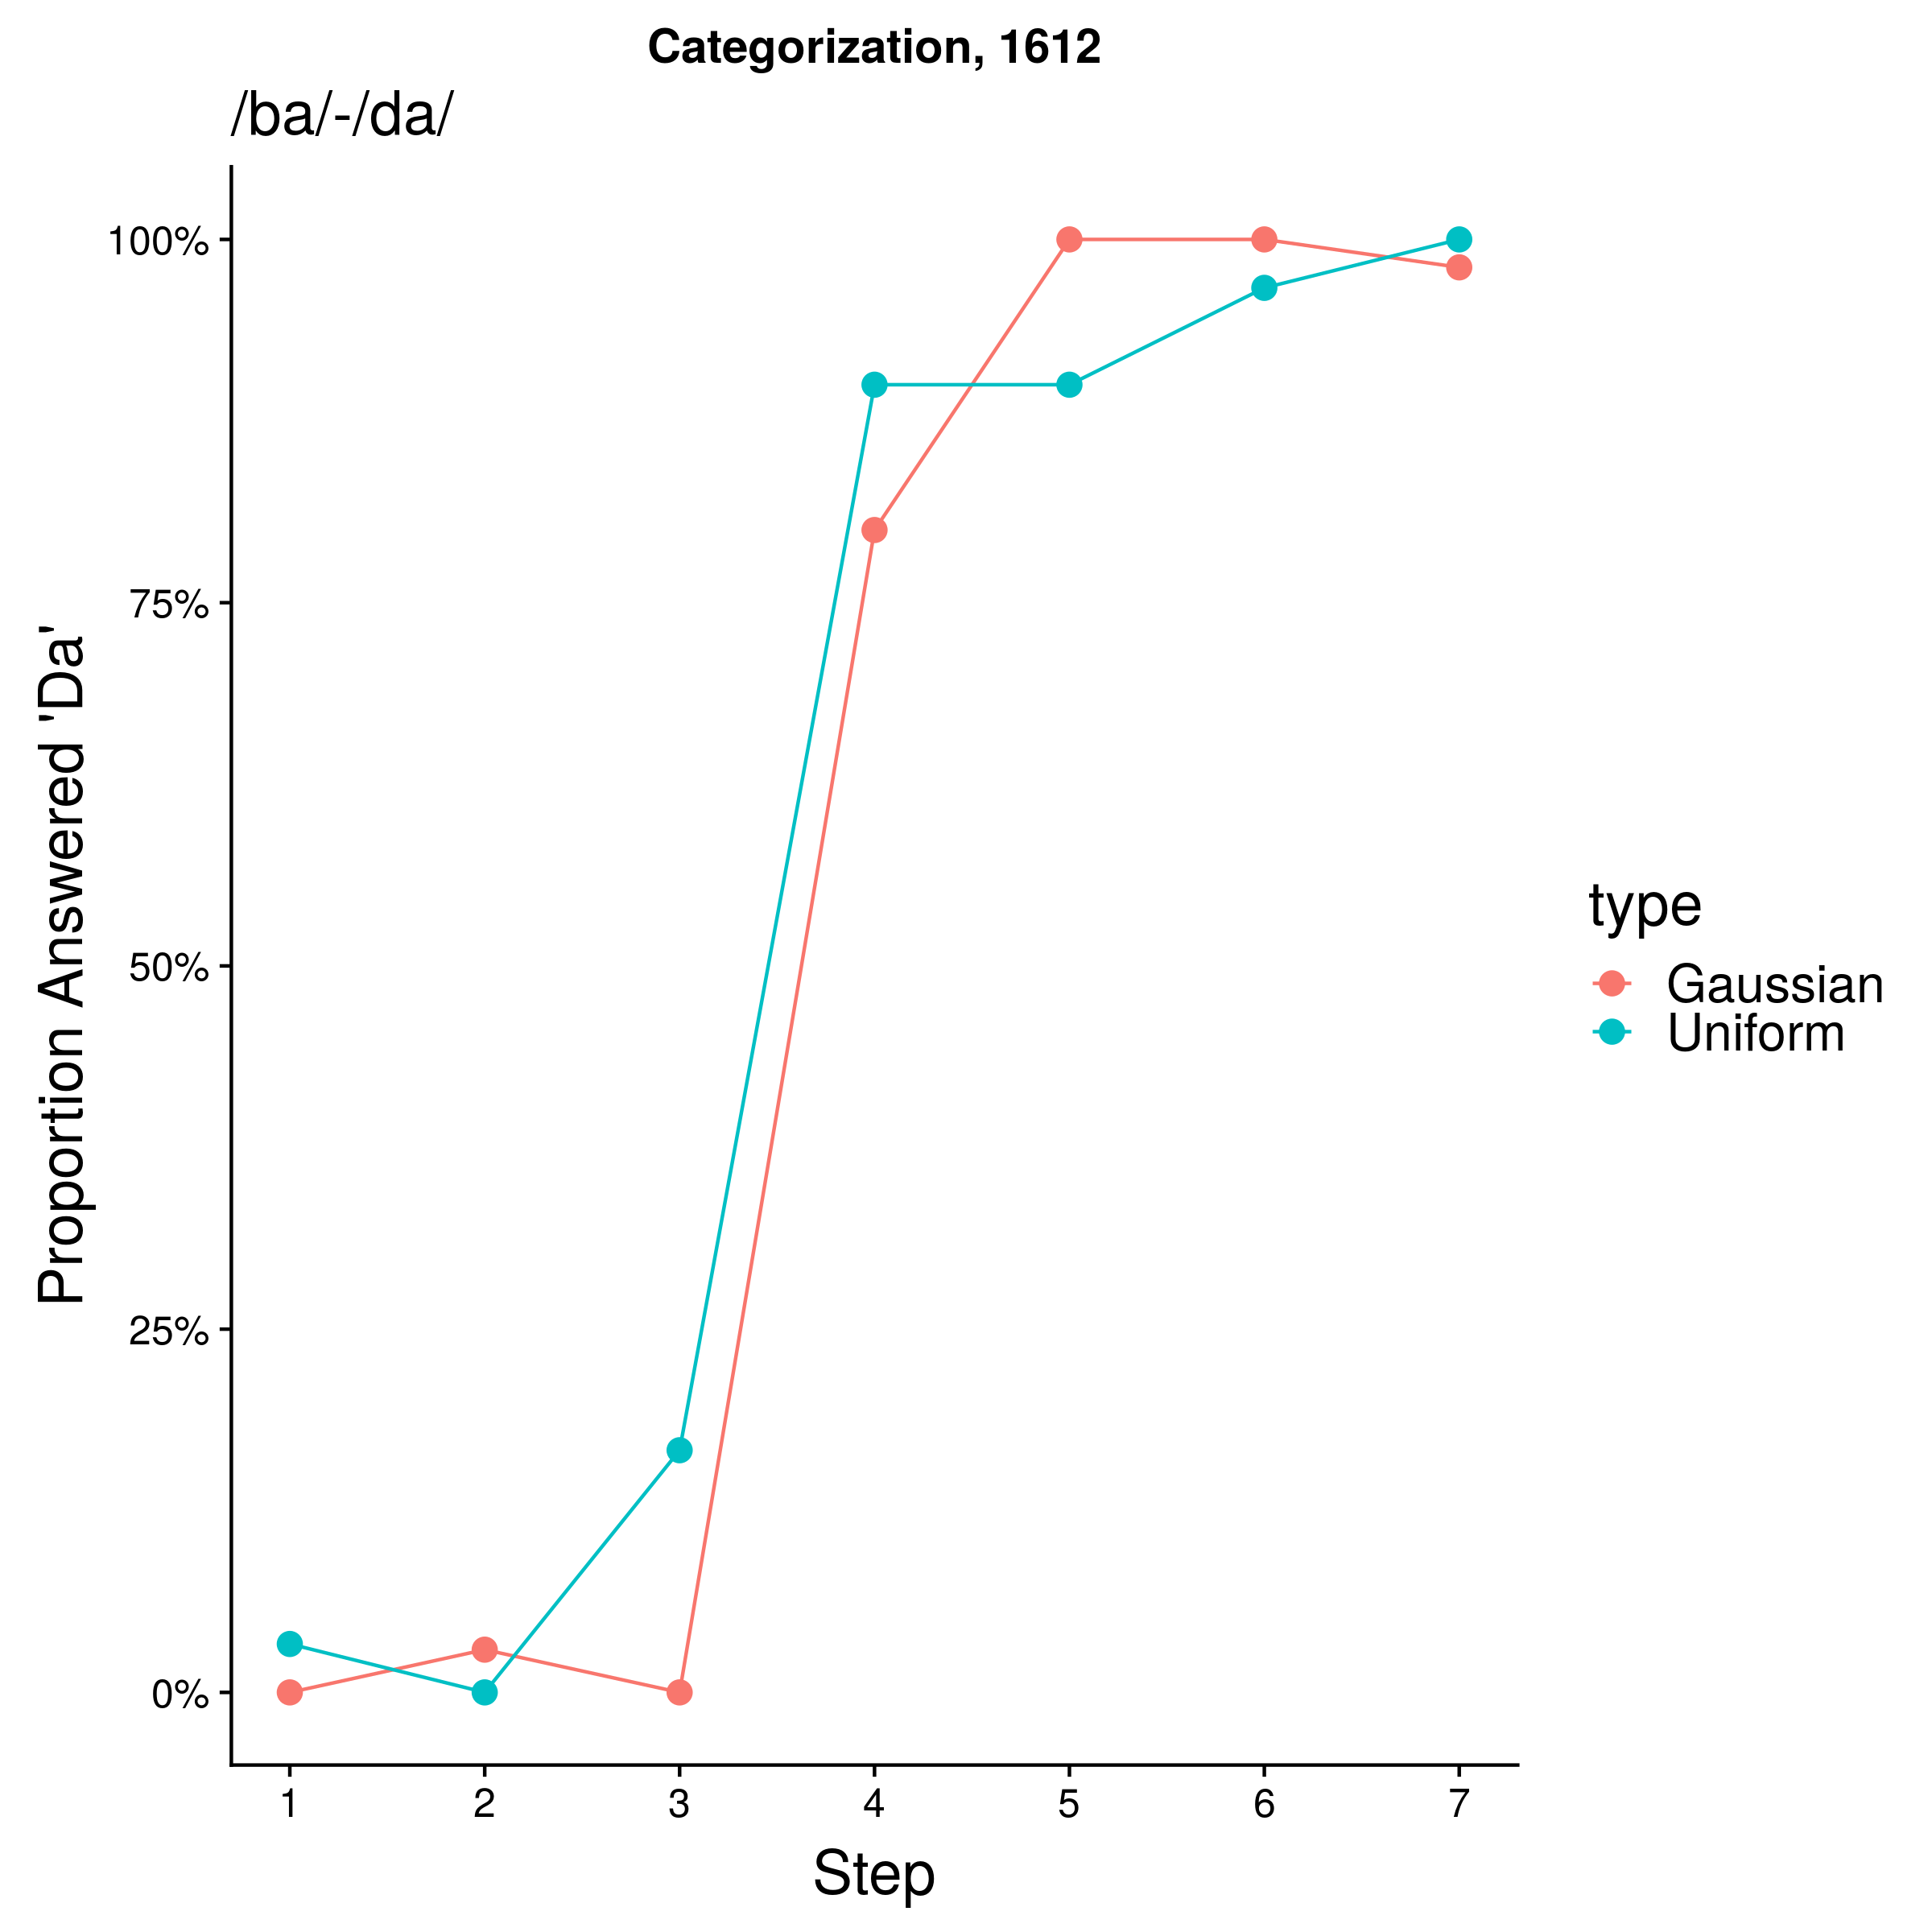 Categorization, 1612
/ba/-/da/
Proportion Answered 'Da'
100%
75%
50%
25%
0%
1 2 3 4 5 6 7
Step
type
Gaussian
Uniform